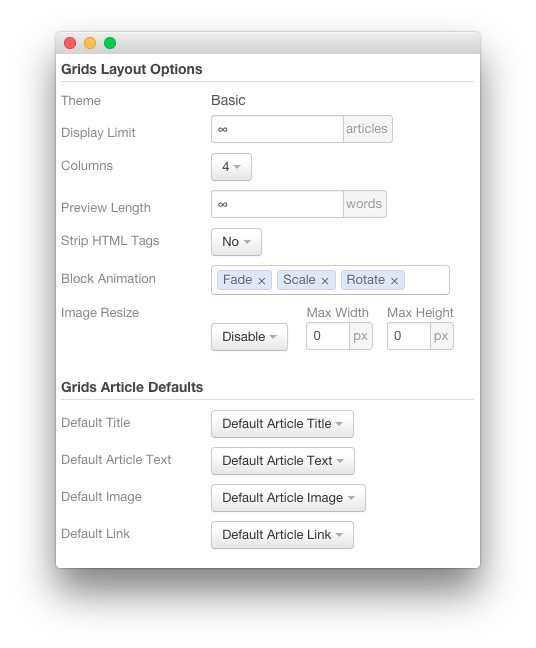 Grids Layout Options
Theme Basic
Display Limit ∞ articles
Columns 4
Preview Length ∞ words
Strip HTML Tags No
Block Animation Fade × Scale × Rotate ×
Image Resize Max Width Max Height
Disable 0 px 0 px
Grids Article Defaults
Default Title Default Article Title
Default Article Text Default Article Text
Default Image Default Article Image
Default Link Default Article Link